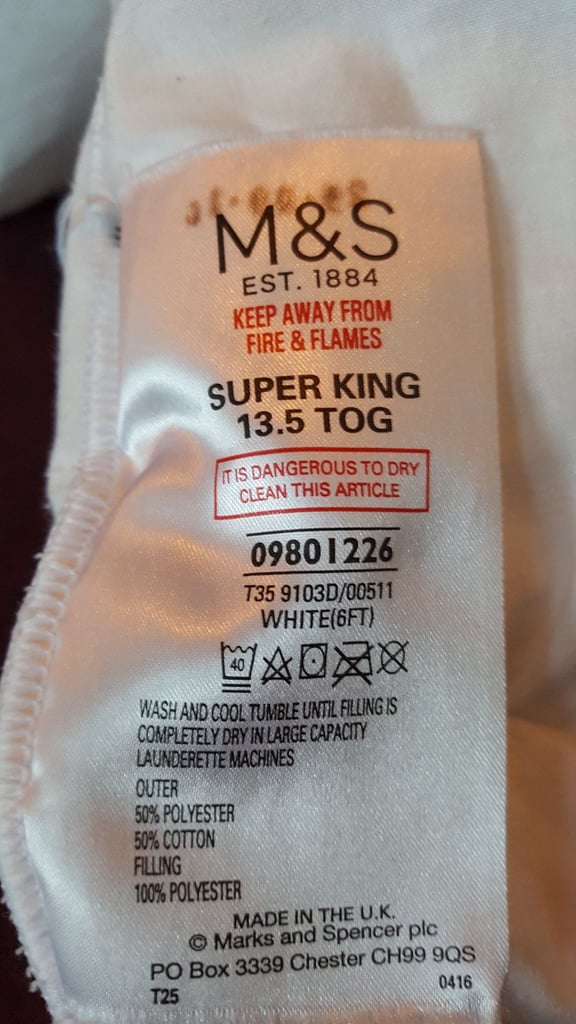 M&S
EST. 1884
KEEP AWAY FROM
FIRE & FLAMES
SUPER KING
13.5 TOG
IT IS DANGEROUS TO DRY
CLEAN THIS ARTICLE
09801226
T35 9103D/00511
WHITE(6FT)
40
WASH AND COOL TUMBLE UNTIL FILLING IS
COMPLETELY DRY IN LARGE CAPACITY
LAUNDERETTE MACHINES
OUTER
50% POLYESTER
50% COTTON
FILLING
100% POLYESTER
MADE IN THE U.K.
© Marks and Spencer plc
PO Box 3339 Chester CH99 9QS
T25 0416